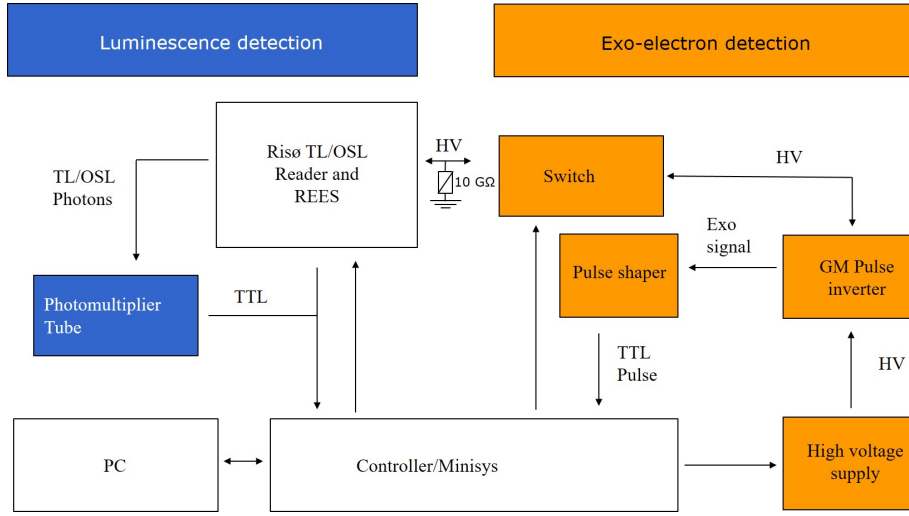 Luminescence detection
Exo-electron detection
Risø TL/OSL
Reader and
REES
HV
10 GΩ
Switch
HV
TL/OSL
Photons
Exo
signal
Pulse shaper
GM Pulse
inverter
Photomultiplier
Tube
TTL
TTL
Pulse
HV
PC
Controller/Minisys
High voltage
supply